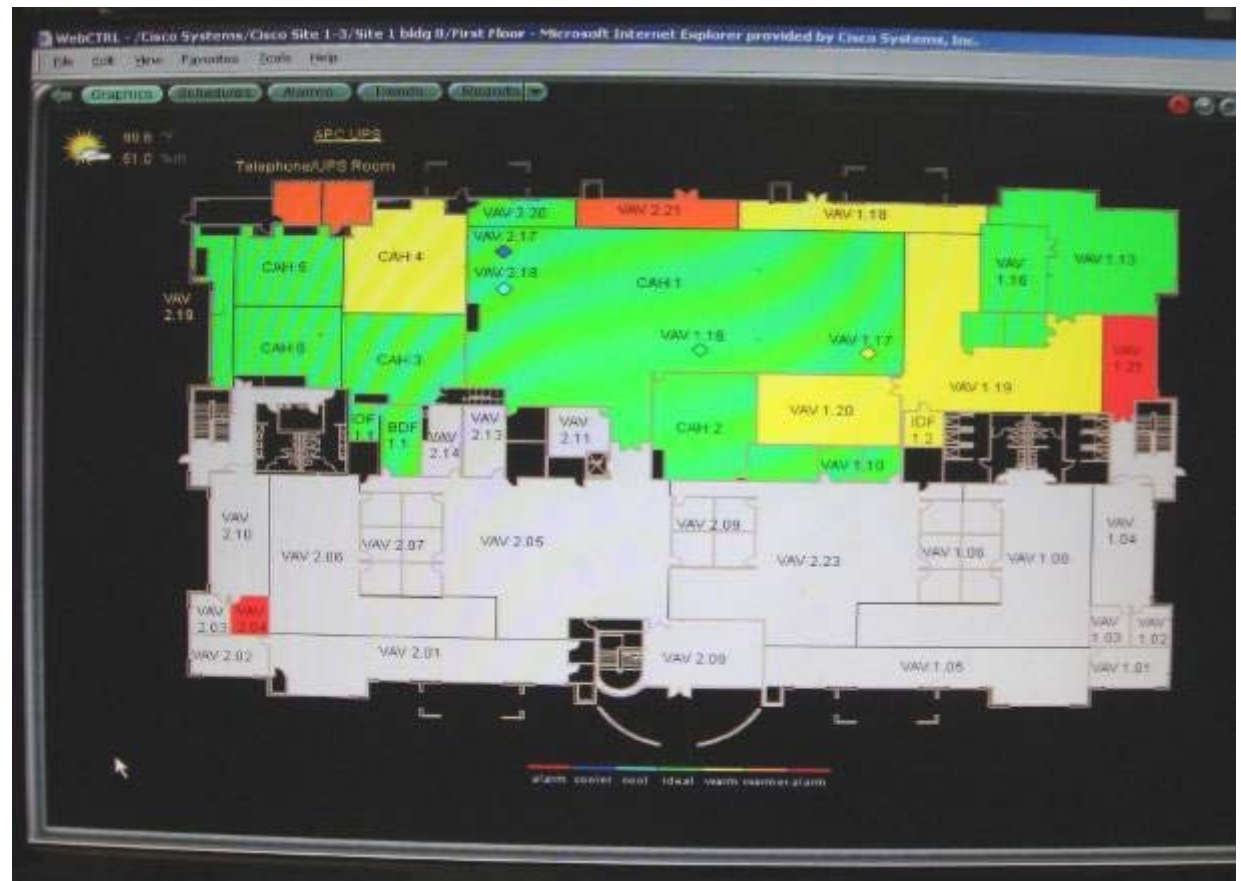 WebCTRL - /Cisco Systems/Cisco Site 1-3/Site 1 bldg 8/First Floor - Microsoft Internet Explorer provided by Cisco Systems, Inc.
File Edit View Favorites Tools Help
Graphics Schedules Alarms Trends
APC UPS
Telephone/UPS Room
VAV 2.20
VAV 2.21
VAV 1.18
VAV 2.17
VAV 2.18
CAH 5
CAH 4
CAH 1
VAV 1.16
VAV 1.13
VAV 2.19
VAV 1.17
CAH 3
VAV 1.21
VAV 1.19
VAV 1.20
IDF 1.1
BDF 1.1
VAV 2.14
VAV 2.13
VAV 2.11
CAH 2
IDF 1.2
VAV 1.10
VAV 2.10
VAV 2.06
VAV 2.07
VAV 2.05
VAV 2.09
VAV 2.23
VAV 1.06
VAV 1.08
VAV 1.04
VAV 2.03
VAV 2.04
VAV 1.03
VAV 1.02
VAV 2.02
VAV 2.01
VAV 1.05
VAV 1.01
alarm cooler cool ideal warm warmer alarm